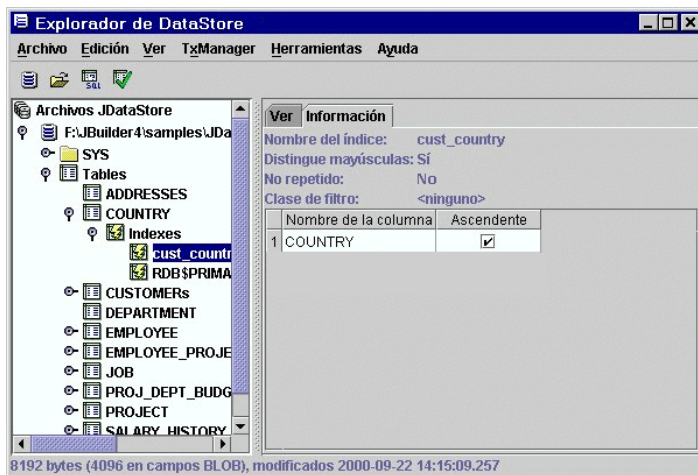 Explorador de DataStore
Archivo Edición Ver TxManager Herramientas Ayuda
SQL
Archivos JDataStore
F:\JBuilder4\samples\JDa
SYS
Tables
ADDRESSES
COUNTRY
Indexes
cust_countr
RDB$PRIMA
CUSTOMERs
DEPARTMENT
EMPLOYEE
EMPLOYEE_PROJE
JOB
PROJ_DEPT_BUDG
PROJECT
SALARY_HISTORY
Ver Información
Nombre del índice: cust_country
Distingue mayúsculas: Sí
No repetido: No
Clase de filtro: <ninguno>
Nombre de la columna Ascendente
1 COUNTRY
8192 bytes (4096 en campos BLOB), modificados 2000-09-22 14:15:09.257